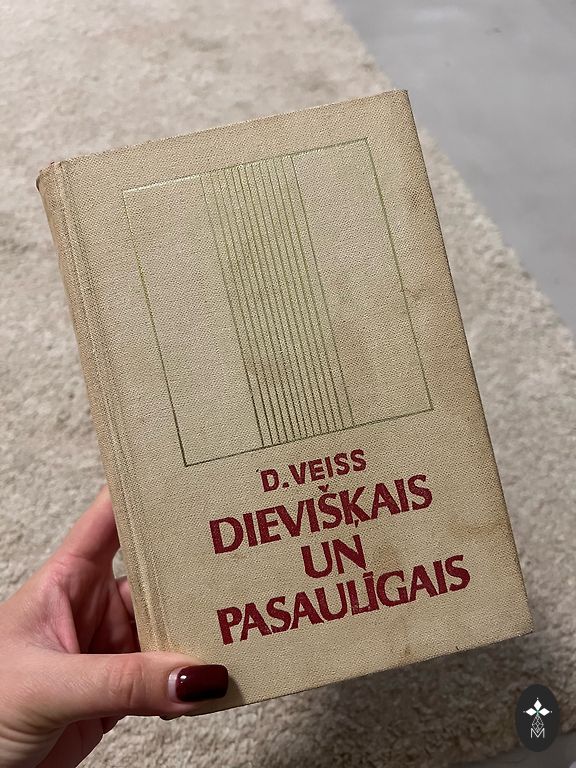 D. VEISS
DIEVIŠĶAIS
UN
PASAULĪGAIS
M